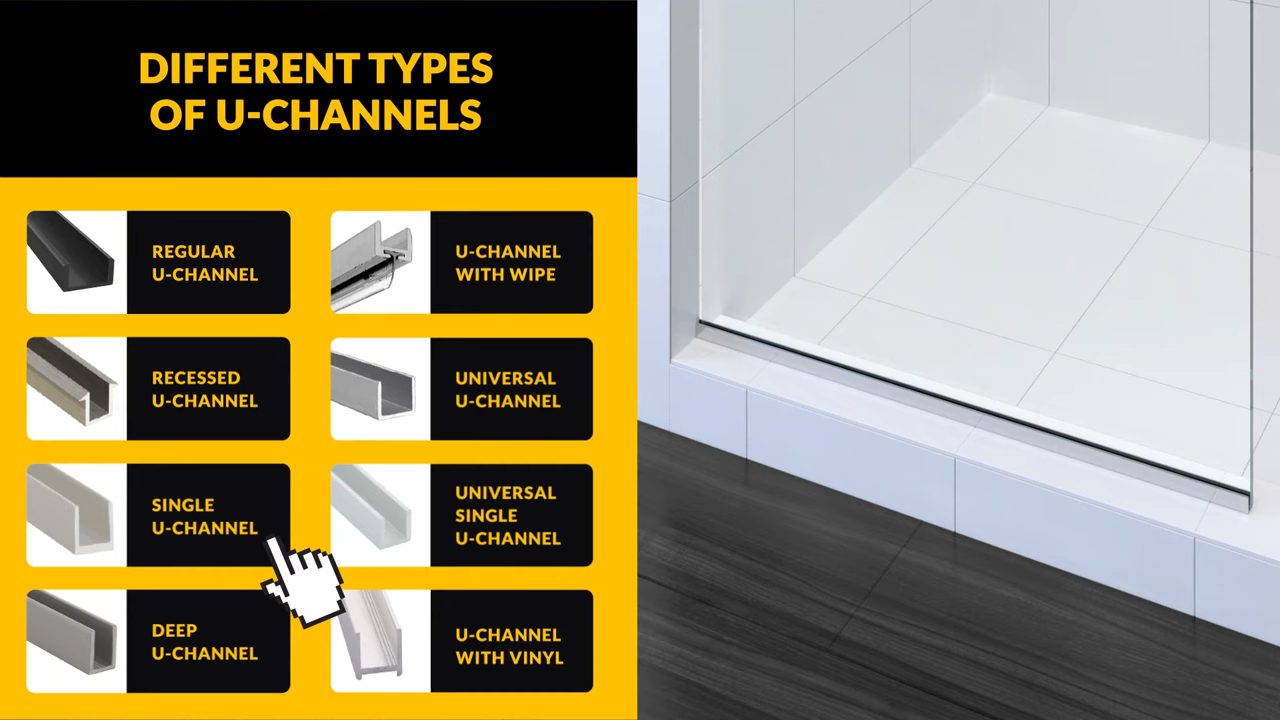 DIFFERENT TYPES
OF U-CHANNELS
REGULAR
U-CHANNEL
U-CHANNEL
WITH WIPE
RECESSED
U-CHANNEL
UNIVERSAL
U-CHANNEL
SINGLE
U-CHANNEL
UNIVERSAL
SINGLE
U-CHANNEL
DEEP
U-CHANNEL
U-CHANNEL
WITH VINYL